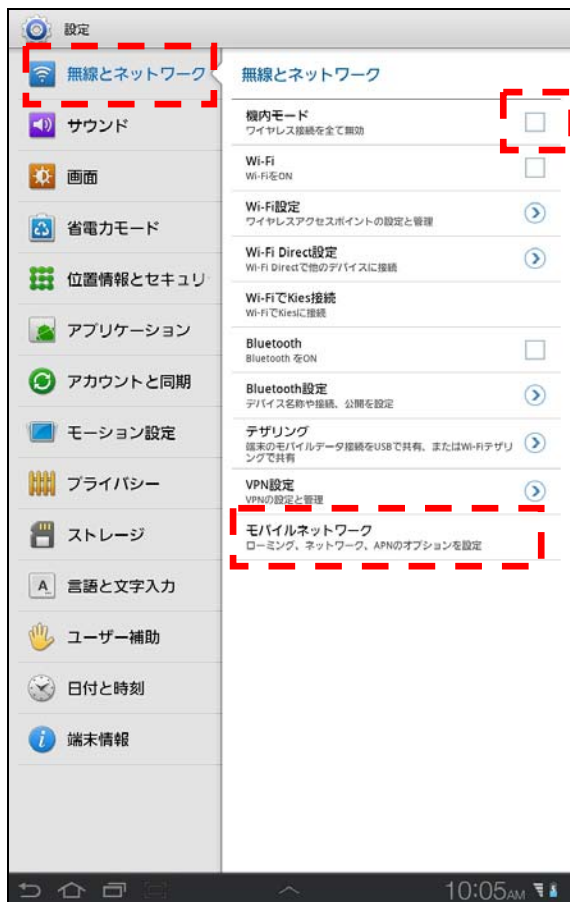 設定
無線とネットワーク
サウンド
画面
省電力モード
位置情報とセキュリ
アプリケーション
アカウントと同期
モーション設定
プライバシー
ストレージ
言語と文字入力
ユーザー補助
日付と時刻
端末情報
無線とネットワーク
機内モード
ワイヤレス接続を全て無効
Wi-Fi
Wi-FiをON
Wi-Fi設定
ワイヤレスアクセスポイントの設定と管理
Wi-Fi Direct設定
Wi-Fi Directで他のデバイスに接続
Wi-FiでKies接続
Wi-FiでKiesに接続
Bluetooth
Bluetooth をON
Bluetooth設定
デバイス名称や接続、公開を設定
テザリング
端末のモバイルデータ接続をUSBで共有、またはWi-Fiテザリ
ングで共有
VPN設定
VPNの設定と管理
モバイルネットワーク
ローミング、ネットワーク、APNのオプションを設定
10:05AM